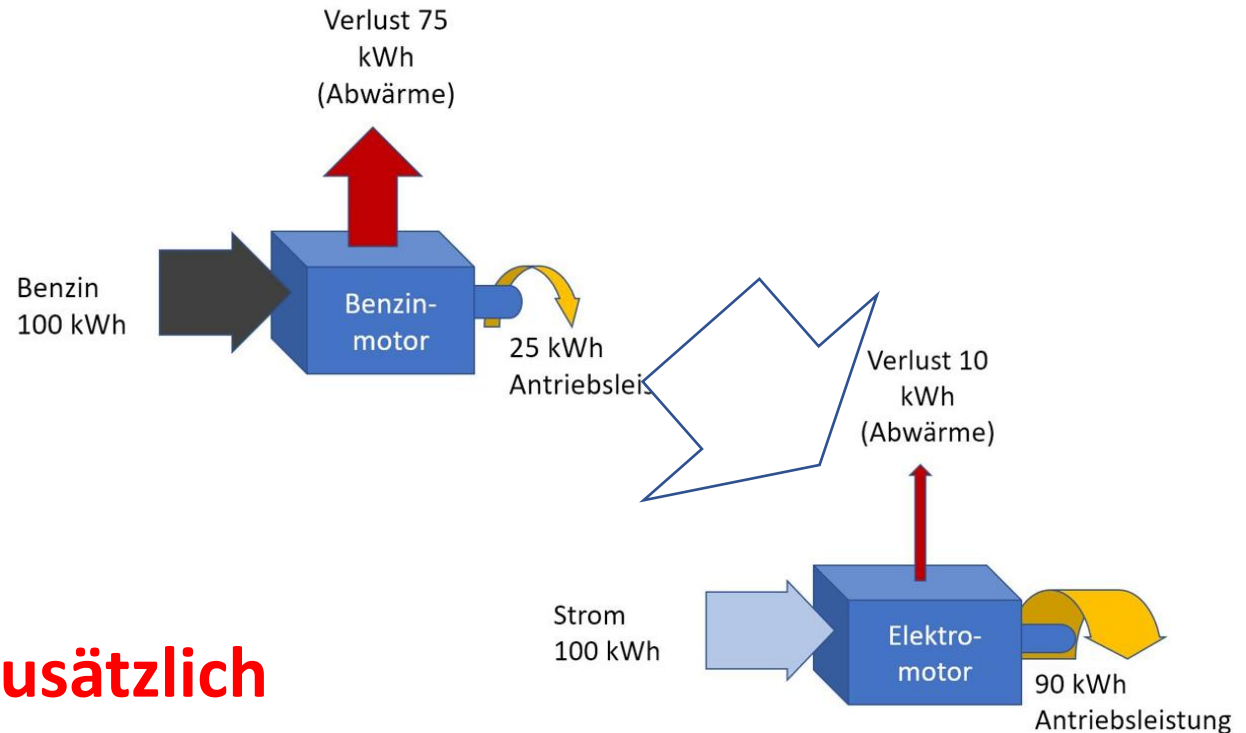 Verlust 75
kWh
(Abwärme)
Benzin
100 kWh
Benzin-
motor
25 kWh
Antriebsleis
Verlust 10
kWh
(Abwärme)
Strom
100 kWh
Elektro-
motor
90 kWh
Antriebsleistung
usätzlich